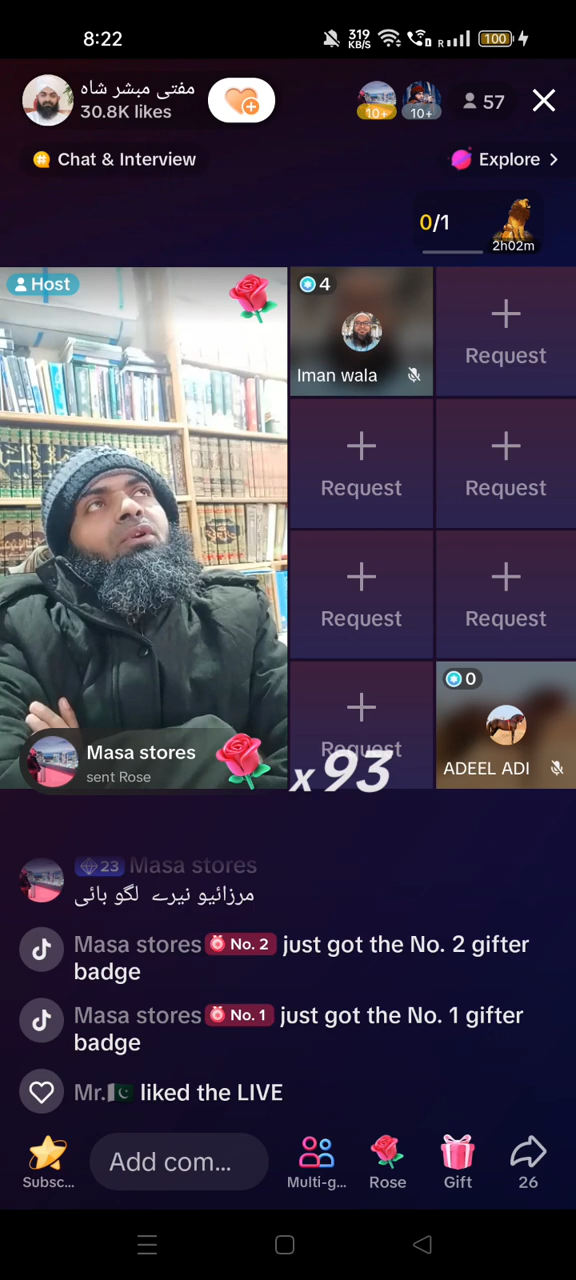 8:22
319
KB/S
R
100
مفتی مبشر شاہ
30.8K likes
10+
10+
57
Chat & Interview
Explore
0/1
2h02m
Host
4
Iman wala
Request
Request
Request
Request
Request
Request
0
ADEEL ADI
Masa stores
sent Rose
x93
23 Masa stores
مرزائیو نیرے لگو بائی
Masa stores No. 2 just got the No. 2 gifter
badge
Masa stores No. 1 just got the No. 1 gifter
badge
Mr.🇵🇰 liked the LIVE
Subsc...
Add com...
Multi-g...
Rose
Gift
26